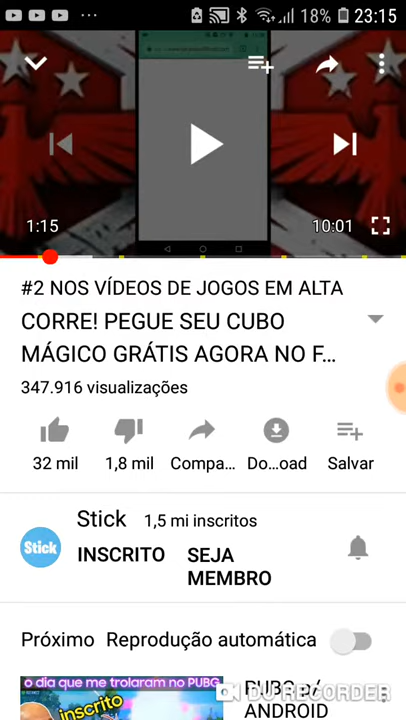 18% 23:15
1:15 10:01
#2 NOS VÍDEOS DE JOGOS EM ALTA
CORRE! PEGUE SEU CUBO
MÁGICO GRÁTIS AGORA NO F...
347.916 visualizações
32 mil 1,8 mil Compa... Do...oad Salvar
Stick 1,5 mi inscritos
Stick
INSCRITO SEJA
MEMBRO
Próximo Reprodução automática
o dia que me trolaram no PUBG
inscrito
PUBG p/
ANDROID
DU RECORDER